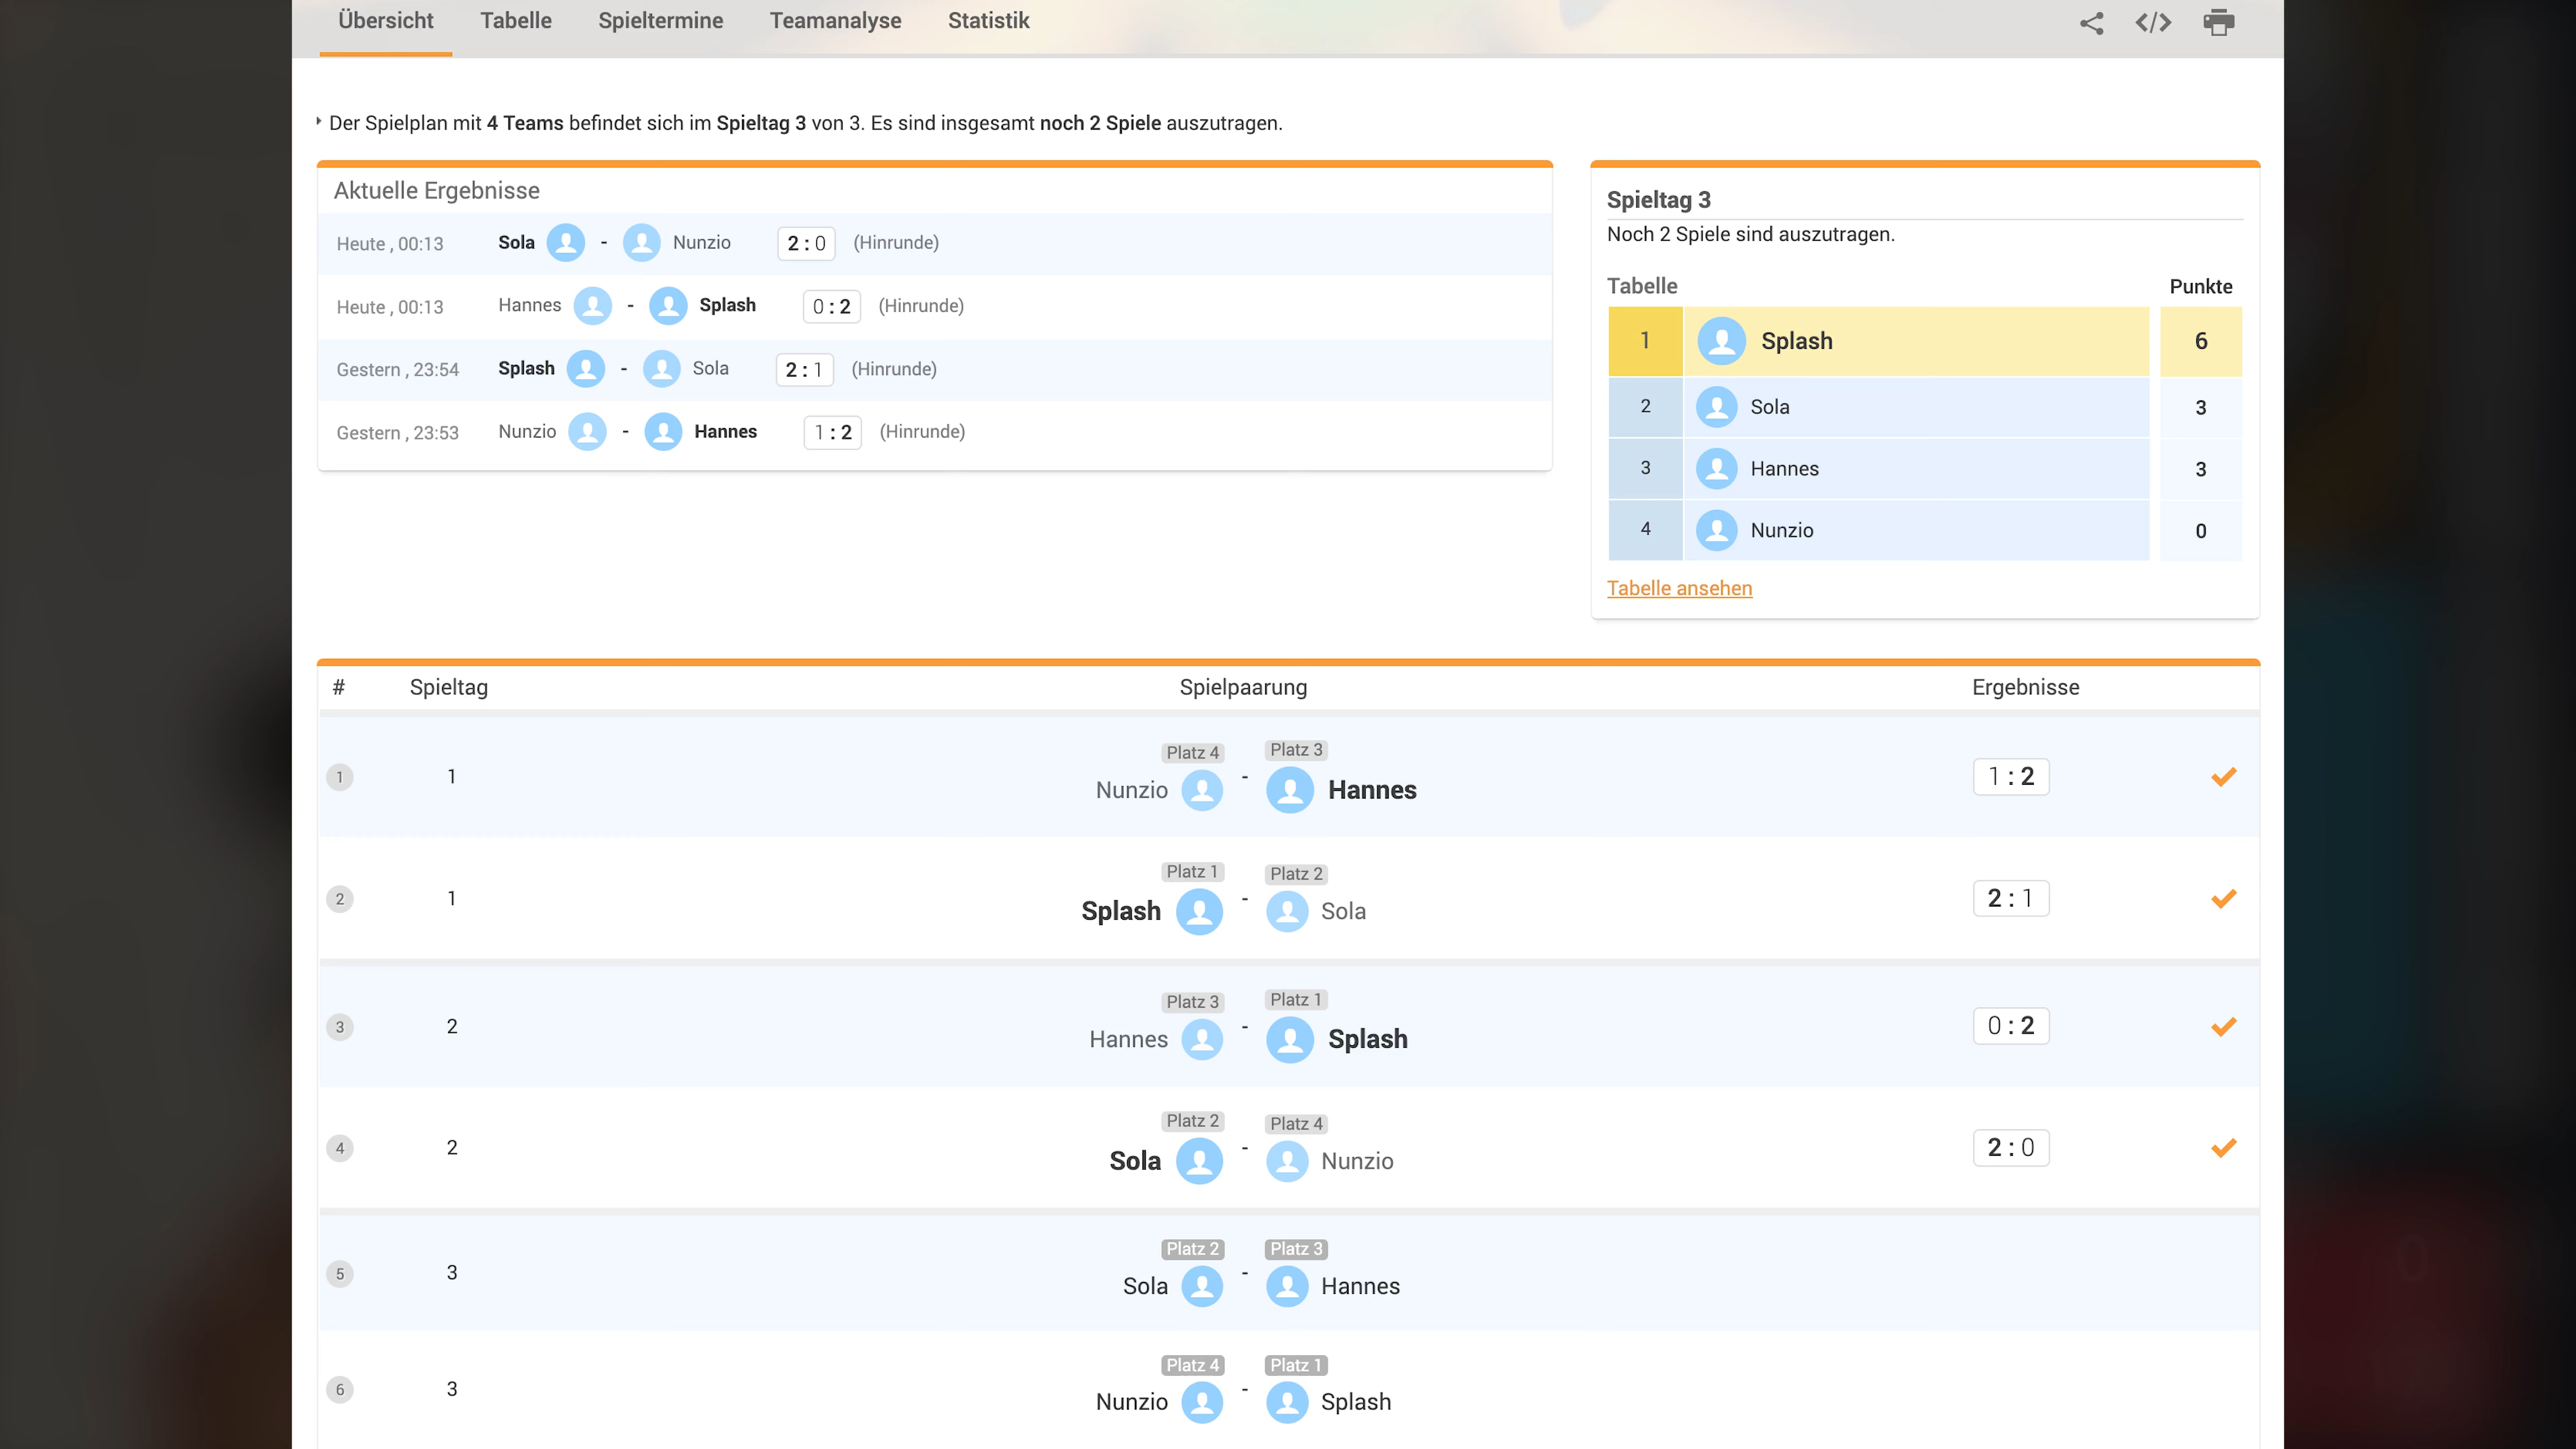 Übersicht Tabelle Spieltermine Teamanalyse Statistik
Der Spielplan mit 4 Teams befindet sich im Spieltag 3 von 3. Es sind insgesamt noch 2 Spiele auszutragen.
Aktuelle Ergebnisse
Heute , 00:13 Sola - Nunzio 2 : 0 (Hinrunde)
Heute , 00:13 Hannes - Splash 0 : 2 (Hinrunde)
Gestern , 23:54 Splash - Sola 2 : 1 (Hinrunde)
Gestern , 23:53 Nunzio - Hannes 1 : 2 (Hinrunde)
Spieltag 3
Noch 2 Spiele sind auszutragen.
Tabelle Punkte
1 Splash 6
2 Sola 3
3 Hannes 3
4 Nunzio 0
Tabelle ansehen
# Spieltag Spielpaarung Ergebnisse
Platz 4 Platz 3
1 1 Nunzio - Hannes 1 : 2
Platz 1 Platz 2
2 1 Splash - Sola 2 : 1
Platz 3 Platz 1
3 2 Hannes - Splash 0 : 2
Platz 2 Platz 4
4 2 Sola - Nunzio 2 : 0
Platz 2 Platz 3
5 3 Sola - Hannes
Platz 4 Platz 1
6 3 Nunzio - Splash